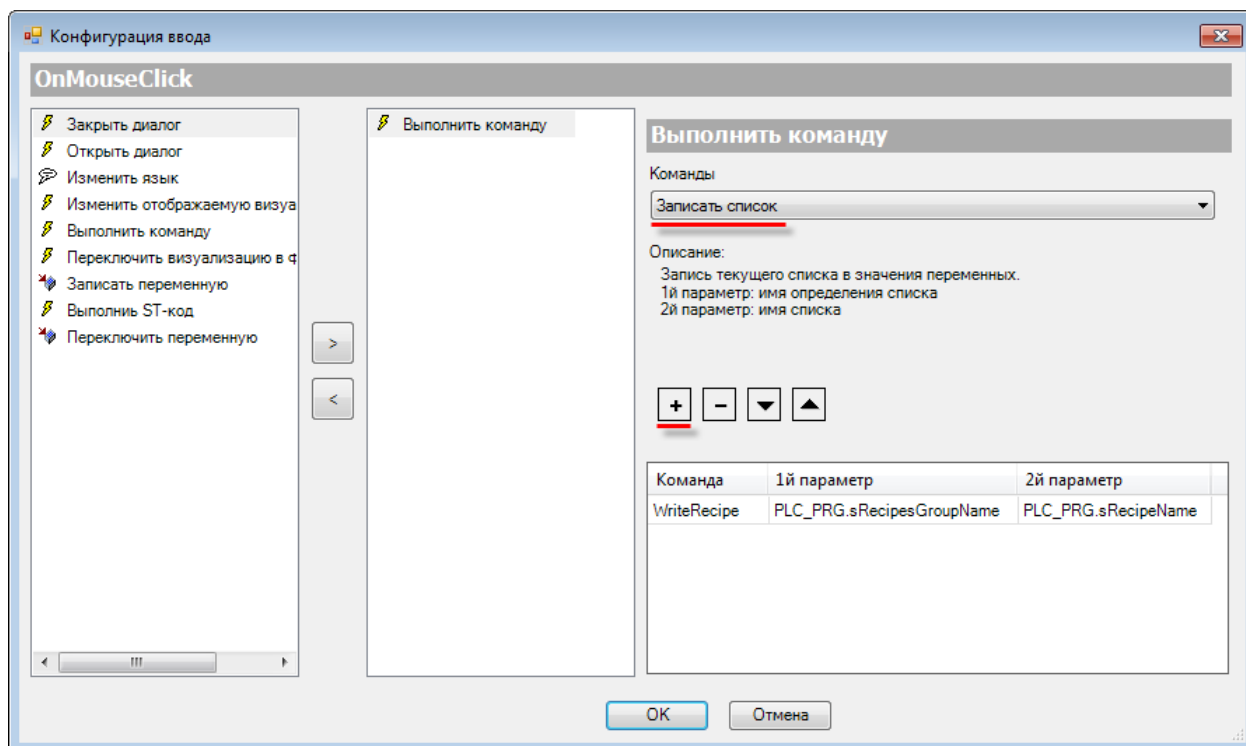 Конфигурация ввода
OnMouseClick
Закрыть диалог
Открыть диалог
Изменить язык
Изменить отображаемую визуа
Выполнить команду
Переключить визуализацию в ф
Записать переменную
Выполниь ST-код
Переключить переменную
>
<
Выполнить команду
Выполнить команду
Команды
Записать список
Описание:
Запись текущего списка в значения переменных.
1й параметр: имя определения списка
2й параметр: имя списка
+ −
Команда 1й параметр 2й параметр
WriteRecipe PLC_PRG.sRecipesGroupName PLC_PRG.sRecipeName
OK Отмена